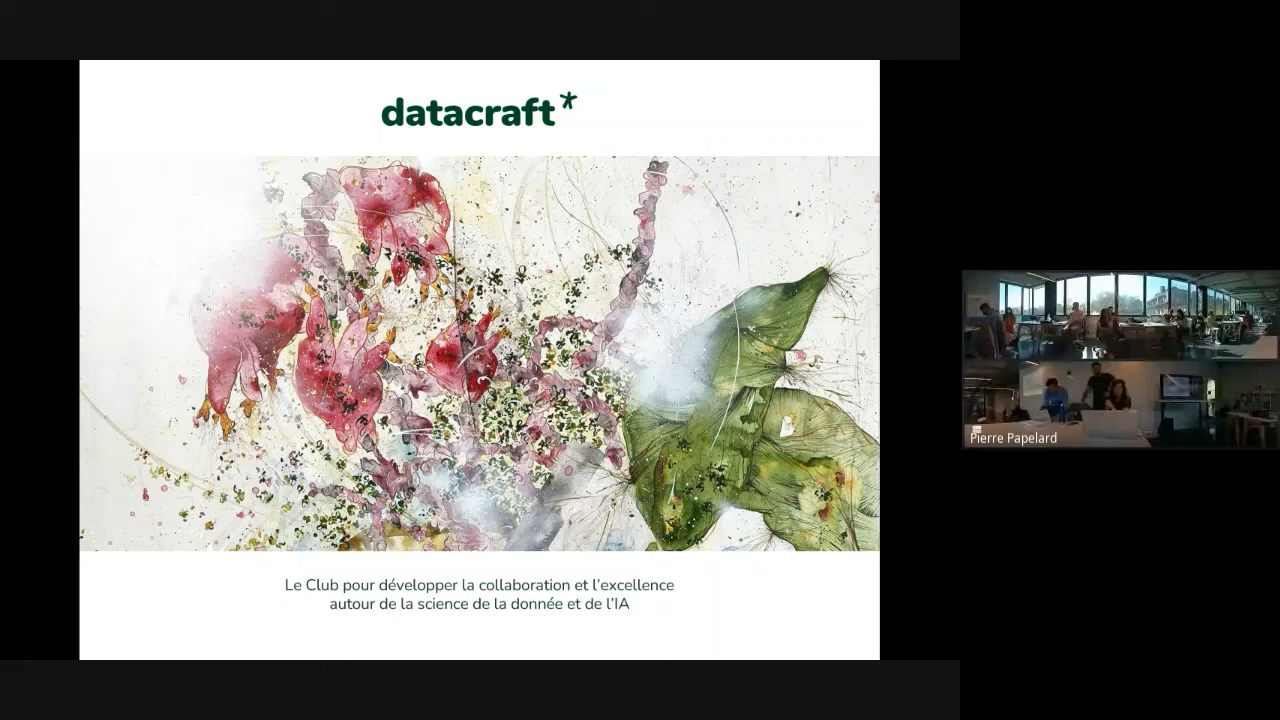 datacraft*
Le Club pour développer la collaboration et l'excellence
autour de la science de la donnée et de l'IA
Pierre Papelard